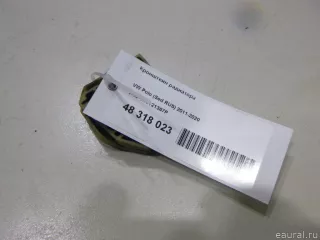 Кронштейн радиатора
VW Polo (Sed RUS) 2011-2020
48 318 023
eaural.ru